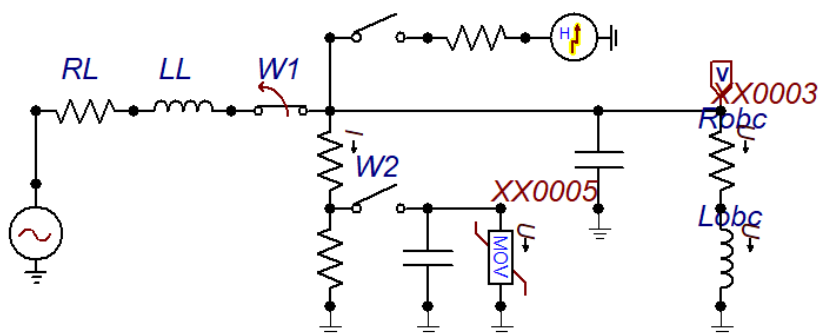 H
RL
LL
W1
V
XX0003
Robc
U
I
W2
XX0005
U
MOV
Lobc
U